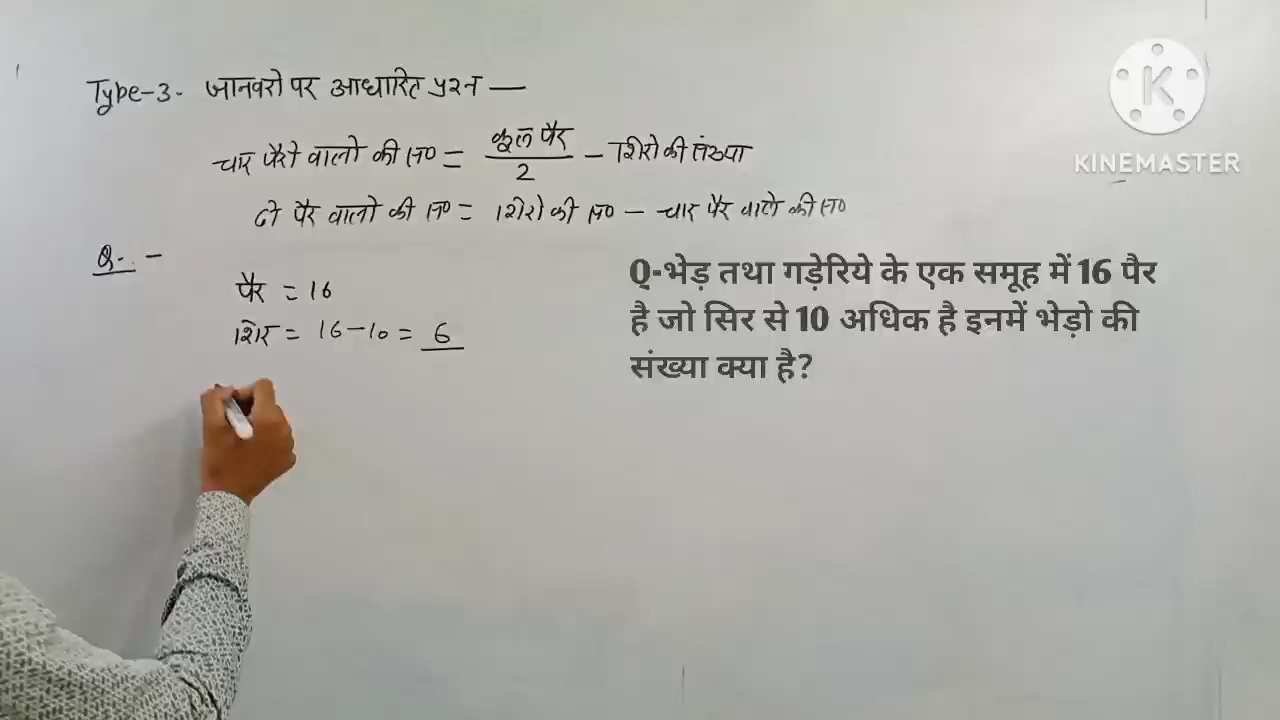 Type-3. जानवरो पर आधारित प्रश्न —
चार पैरो वालो की सं० = कुल पैर / 2 - शिरो की संख्या
दो पैर वालो की सं० = शिरो की सं० - चार पैर वालो की सं०
Q. -
पैर = 16
शिर = 16-10 = 6
Q-भेड़ तथा गड़ेरिये के एक समूह में 16 पैर
है जो सिर से 10 अधिक है इनमें भेड़ो की
संख्या क्या है?
K
KINEMASTER